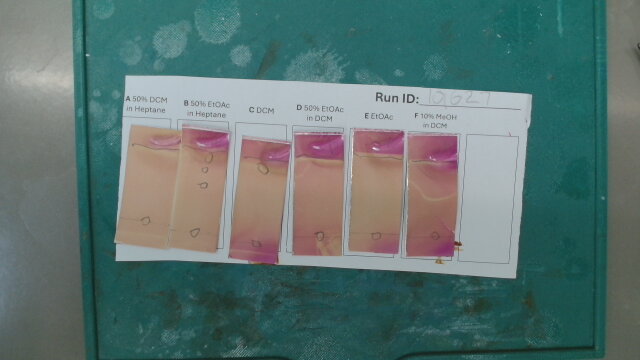 Run ID:
A 50% DCM
in Heptane
B 50% EtOAc
in Heptane
C DCM
D 50% EtOAc
in DCM
E EtOAc
F 10% MeOH
in DCM